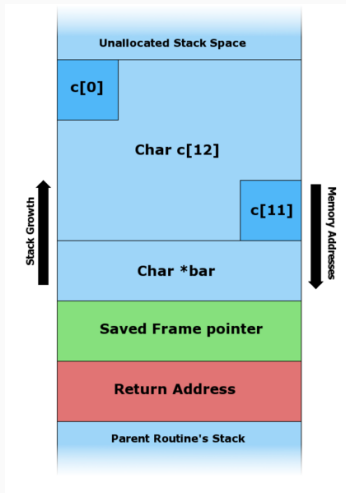 Unallocated Stack Space
c[0]
Char c[12]
Stack Growth
c[11]
Memory Addresses
Char *bar
Saved Frame pointer
Return Address
Parent Routine's Stack